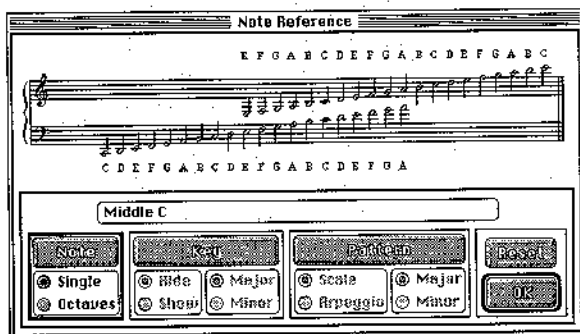 Note Reference
E F G A B C D E F G A B C D E F G A B C
C D E F G A B C D E F G A B C D E F G A
Middle C
Note Key Pattern Reset
Single Hide Major Scale Major
Octaves Show Minor Arpeggio Minor OK